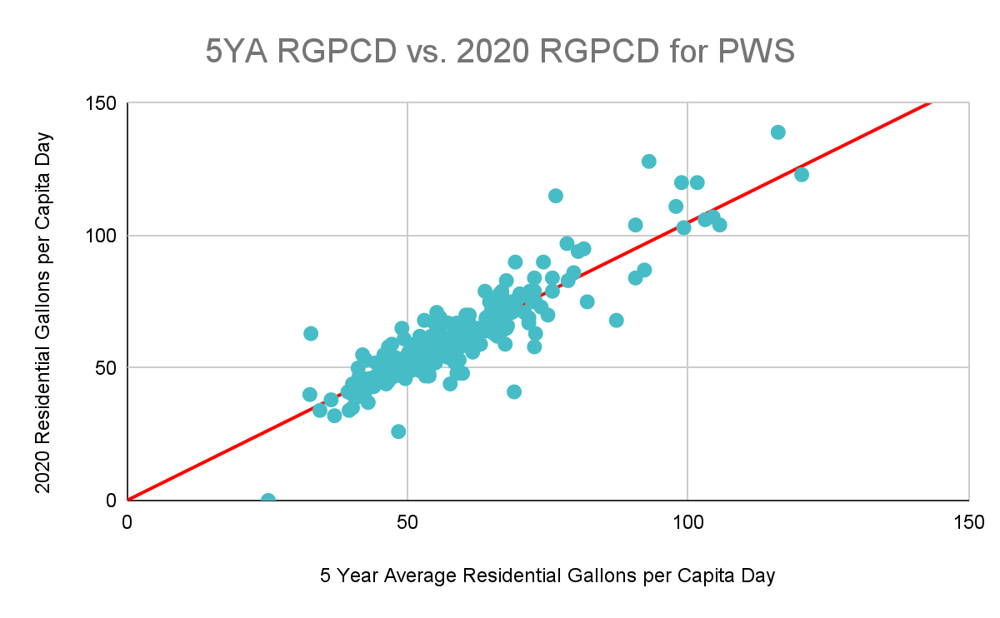 5YA RGPCD vs. 2020 RGPCD for PWS
2020 Residential Gallons per Capita Day
150
100
50
0
0
50
100
150
5 Year Average Residential Gallons per Capita Day